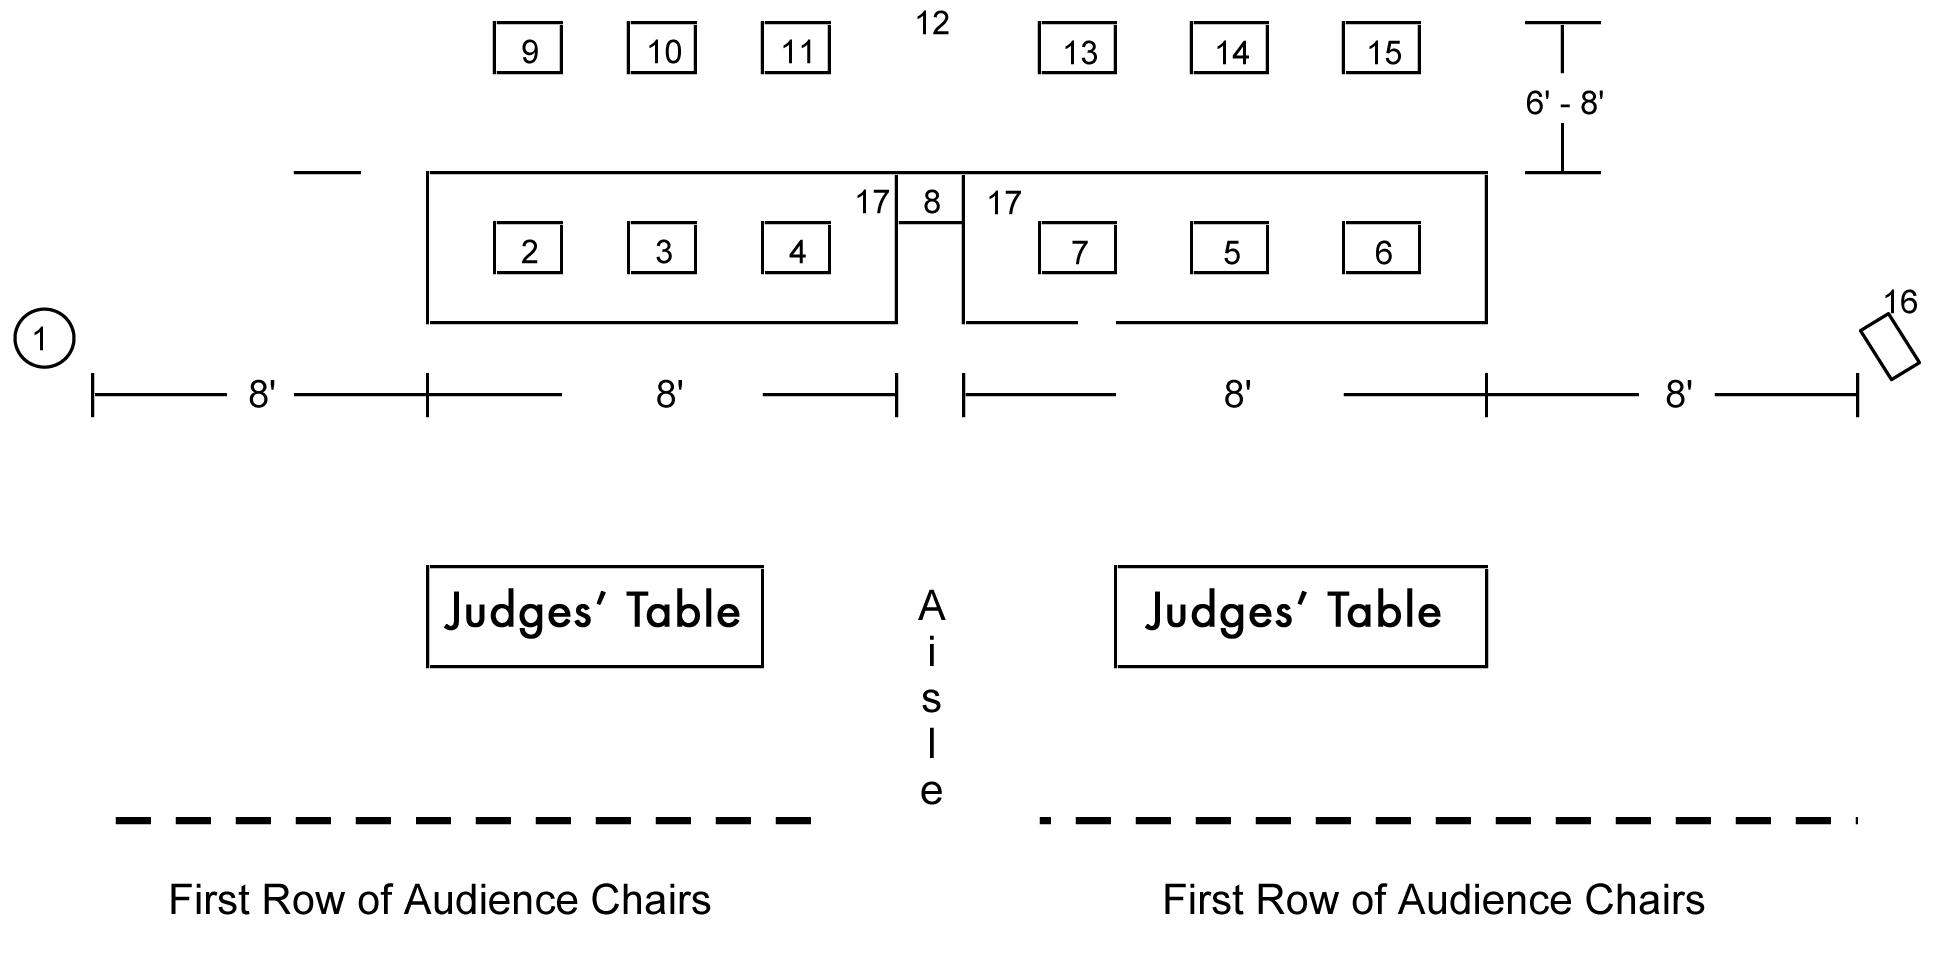 9 10 11 12 13 14 15
6' - 8'
17 8 17
2 3 4 7 5 6
1
16
8' 8' 8' 8'
Judges’ Table Judges’ Table
A
i
s
l
e
First Row of Audience Chairs First Row of Audience Chairs